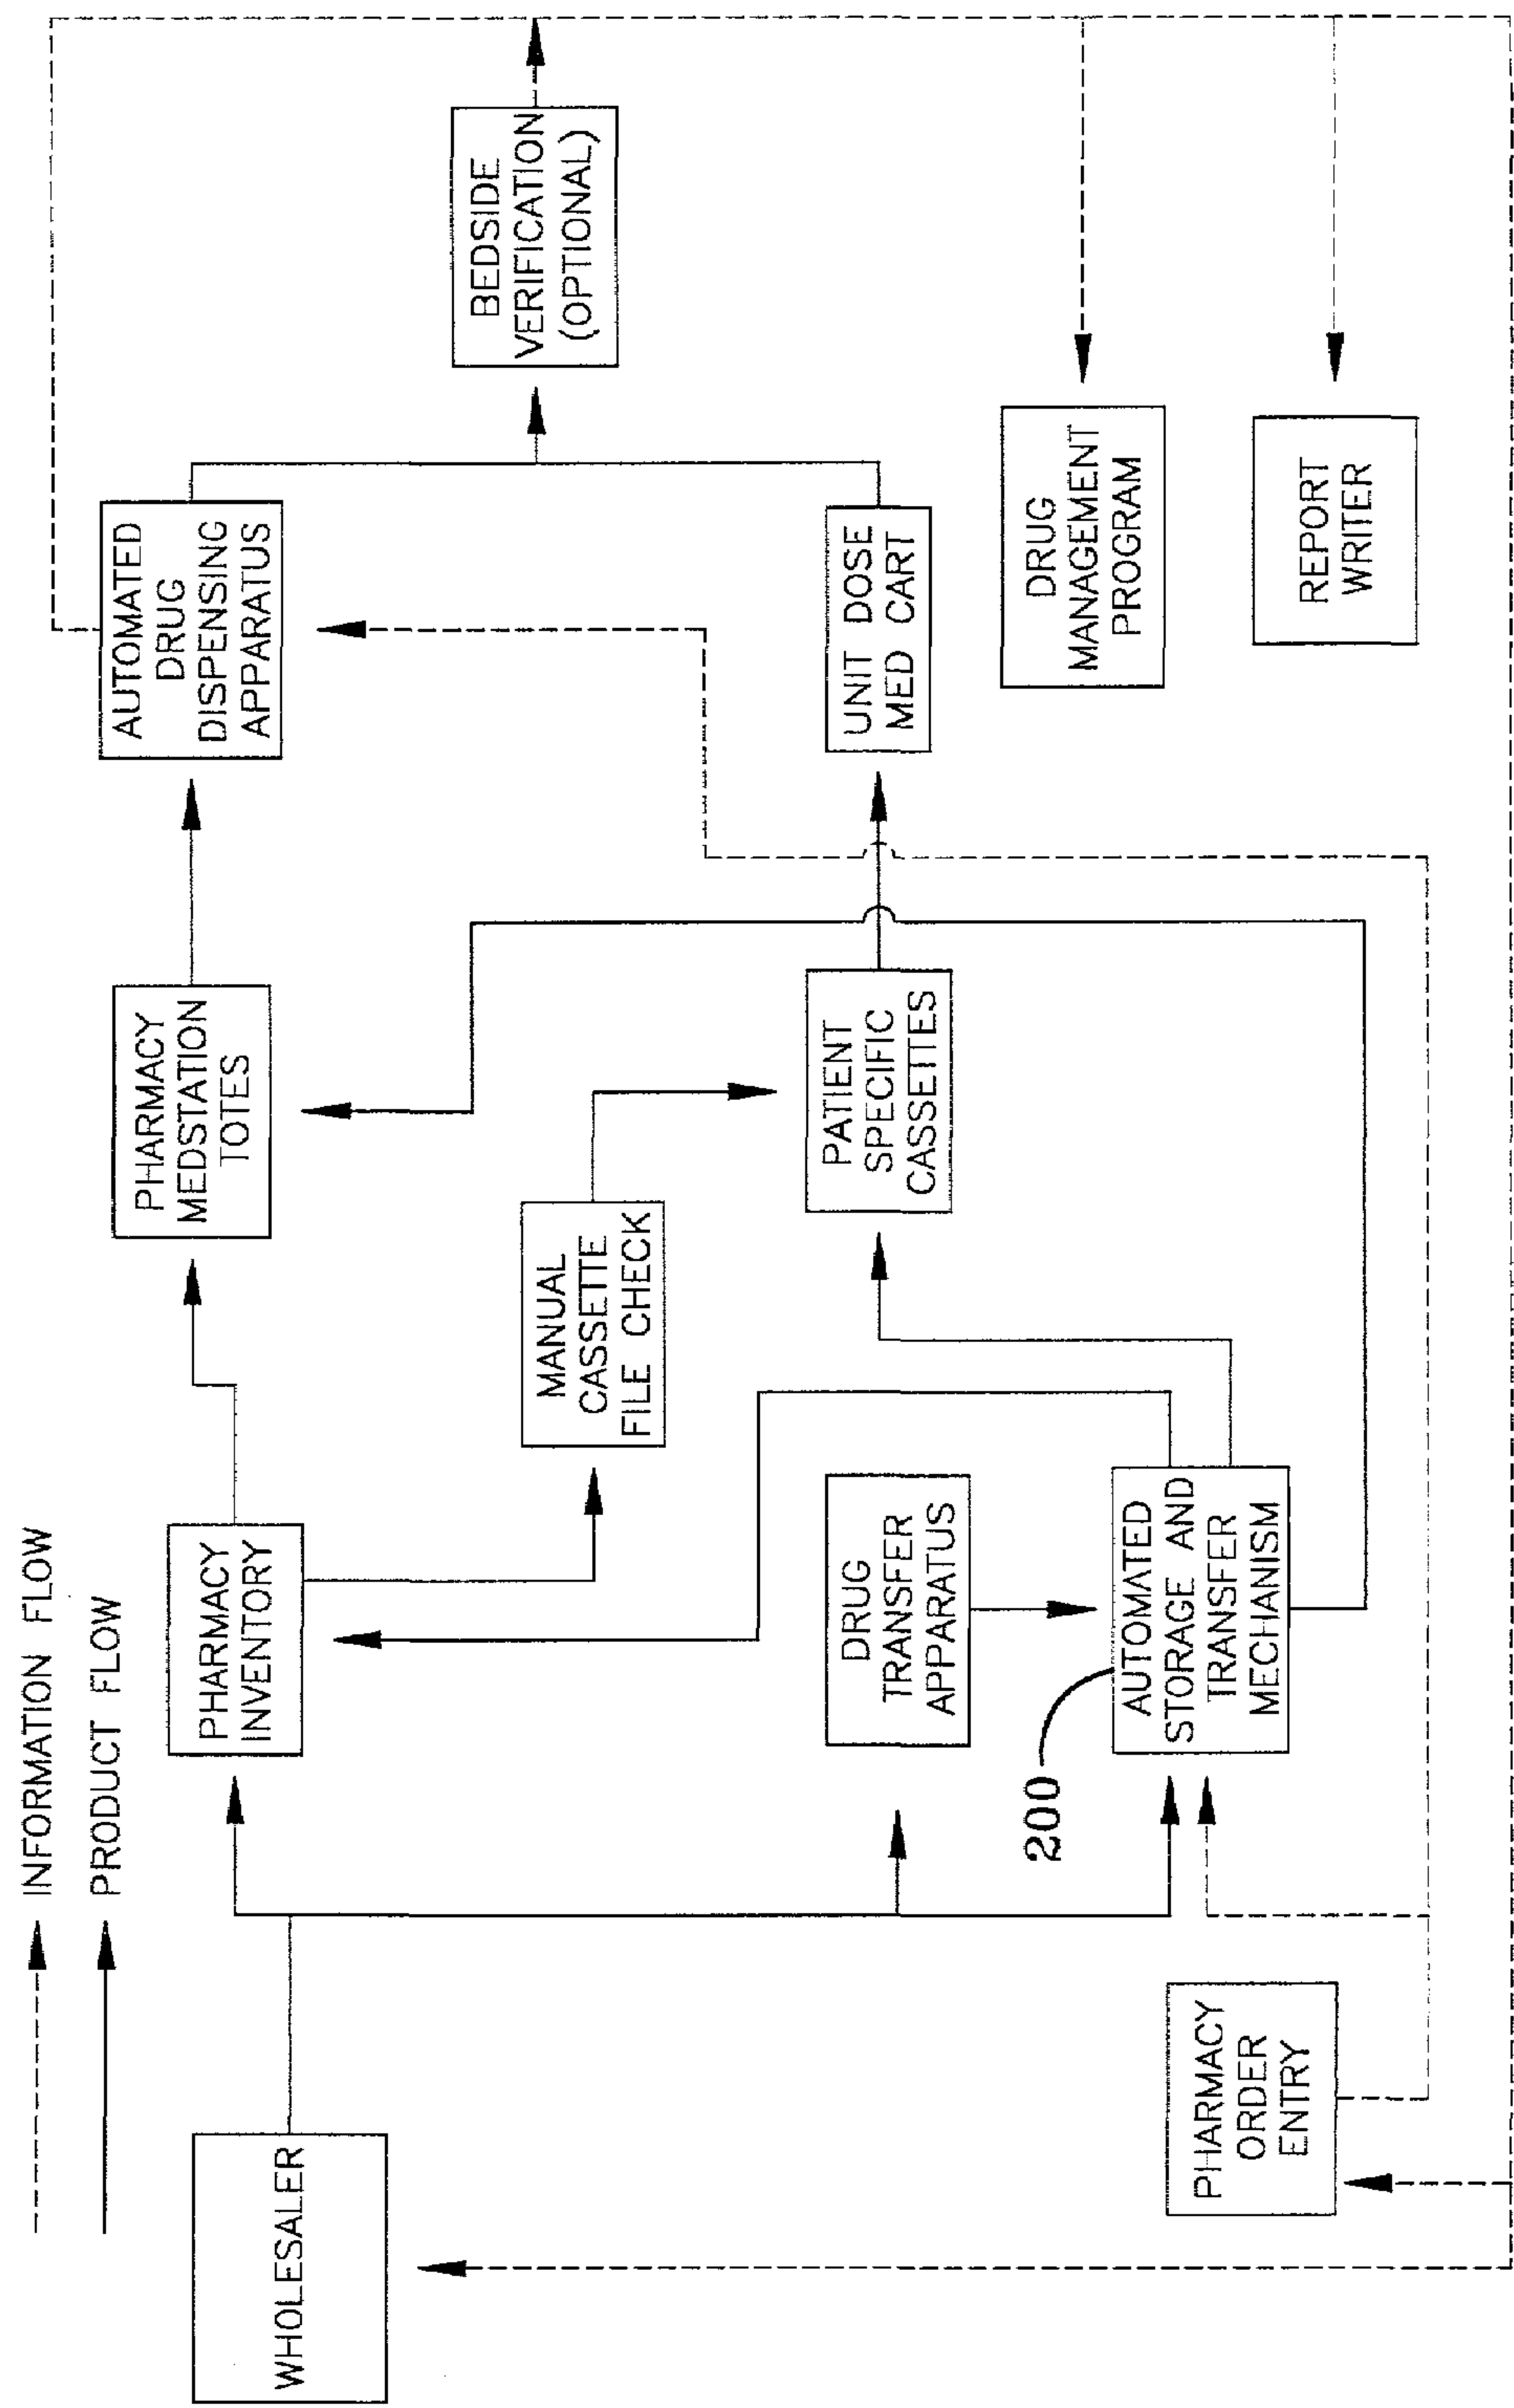 INFORMATION FLOW
PRODUCT FLOW
WHOLESALER
PHARMACY
INVENTORY
PHARMACY
MEDSTATION
TOTES
AUTOMATED
DRUG
DISPENSING
APPARATUS
MANUAL
CASSETTE
FILE CHECK
BEDSIDE
VERIFICATION
(OPTIONAL)
DRUG
TRANSFER
APPARATUS
PATIENT
SPECIFIC
CASSETTES
UNIT DOSE
MED CART
200
AUTOMATED
STORAGE AND
TRANSFER
MECHANISM
DRUG
MANAGEMENT
PROGRAM
PHARMACY
ORDER
ENTRY
REPORT
WRITER